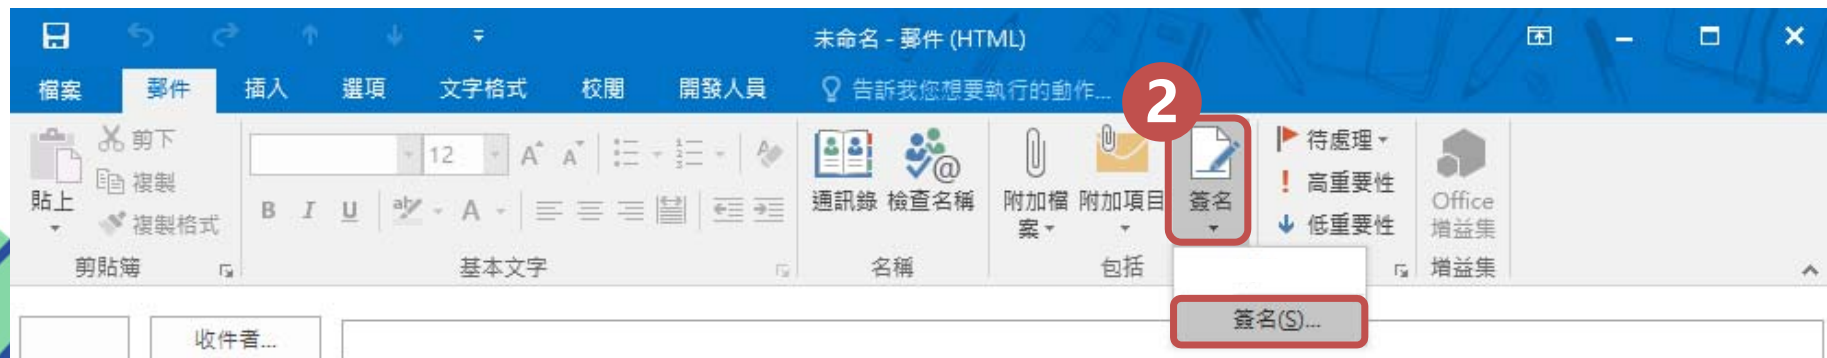 未命名 - 郵件 (HTML)
檔案 郵件 插入 選項 文字格式 校閱 開發人員 告訴我您想要執行的動作...
2
貼上
剪下
複製
複製格式
剪貼簿
12
B I U
基本文字
通訊錄 檢查名稱
名稱
附加檔案
附加項目
簽名
包括
待處理
高重要性
低重要性
Office
增益集
增益集
簽名(S)...
收件者...